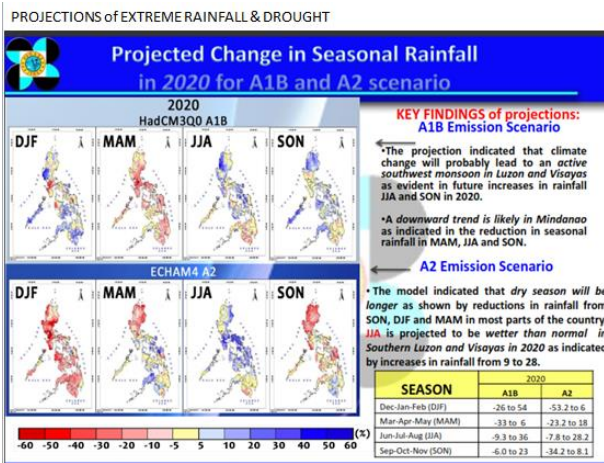 PROJECTIONS of EXTREME RAINFALL & DROUGHT
Projected Change in Seasonal Rainfall
in 2020 for A1B and A2 scenario
2020
HadCM3Q0 A1B
DJF
MAM
JJA
SON
ECHAM4 A2
DJF
MAM
JJA
SON
-60 -50 -40 -30 -20 -10 -5 5 10 20 30 40 50 60 (%)
KEY FINDINGS of projections:
A1B Emission Scenario
•The projection indicated that climate
change will probably lead to an active
southwest monsoon in Luzon and Visayas
as evident in future increases in rainfall
JJA and SON in 2020.
•A downward trend is likely in Mindanao
as indicated in the reduction in seasonal
rainfall in MAM, JJA and SON.
A2 Emission Scenario
• The model indicated that dry season will be
longer as shown by reductions in rainfall from
SON, DJF and MAM in most parts of the country.
JJA is projected to be wetter than normal in
Southern Luzon and Visayas in 2020 as indicated
by increases in rainfall from 9 to 28.
SEASON 2020
A1B A2
Dec-Jan-Feb (DJF) -26 to 54 -53.2 to 6
Mar-Apr-May (MAM) -33 to 6 -23.2 to 18
Jun-Jul-Aug (JJA) -9.3 to 36 -7.8 to 28.2
Sep-Oct-Nov (SON) -6.0 to 23 -34.2 to 8.1